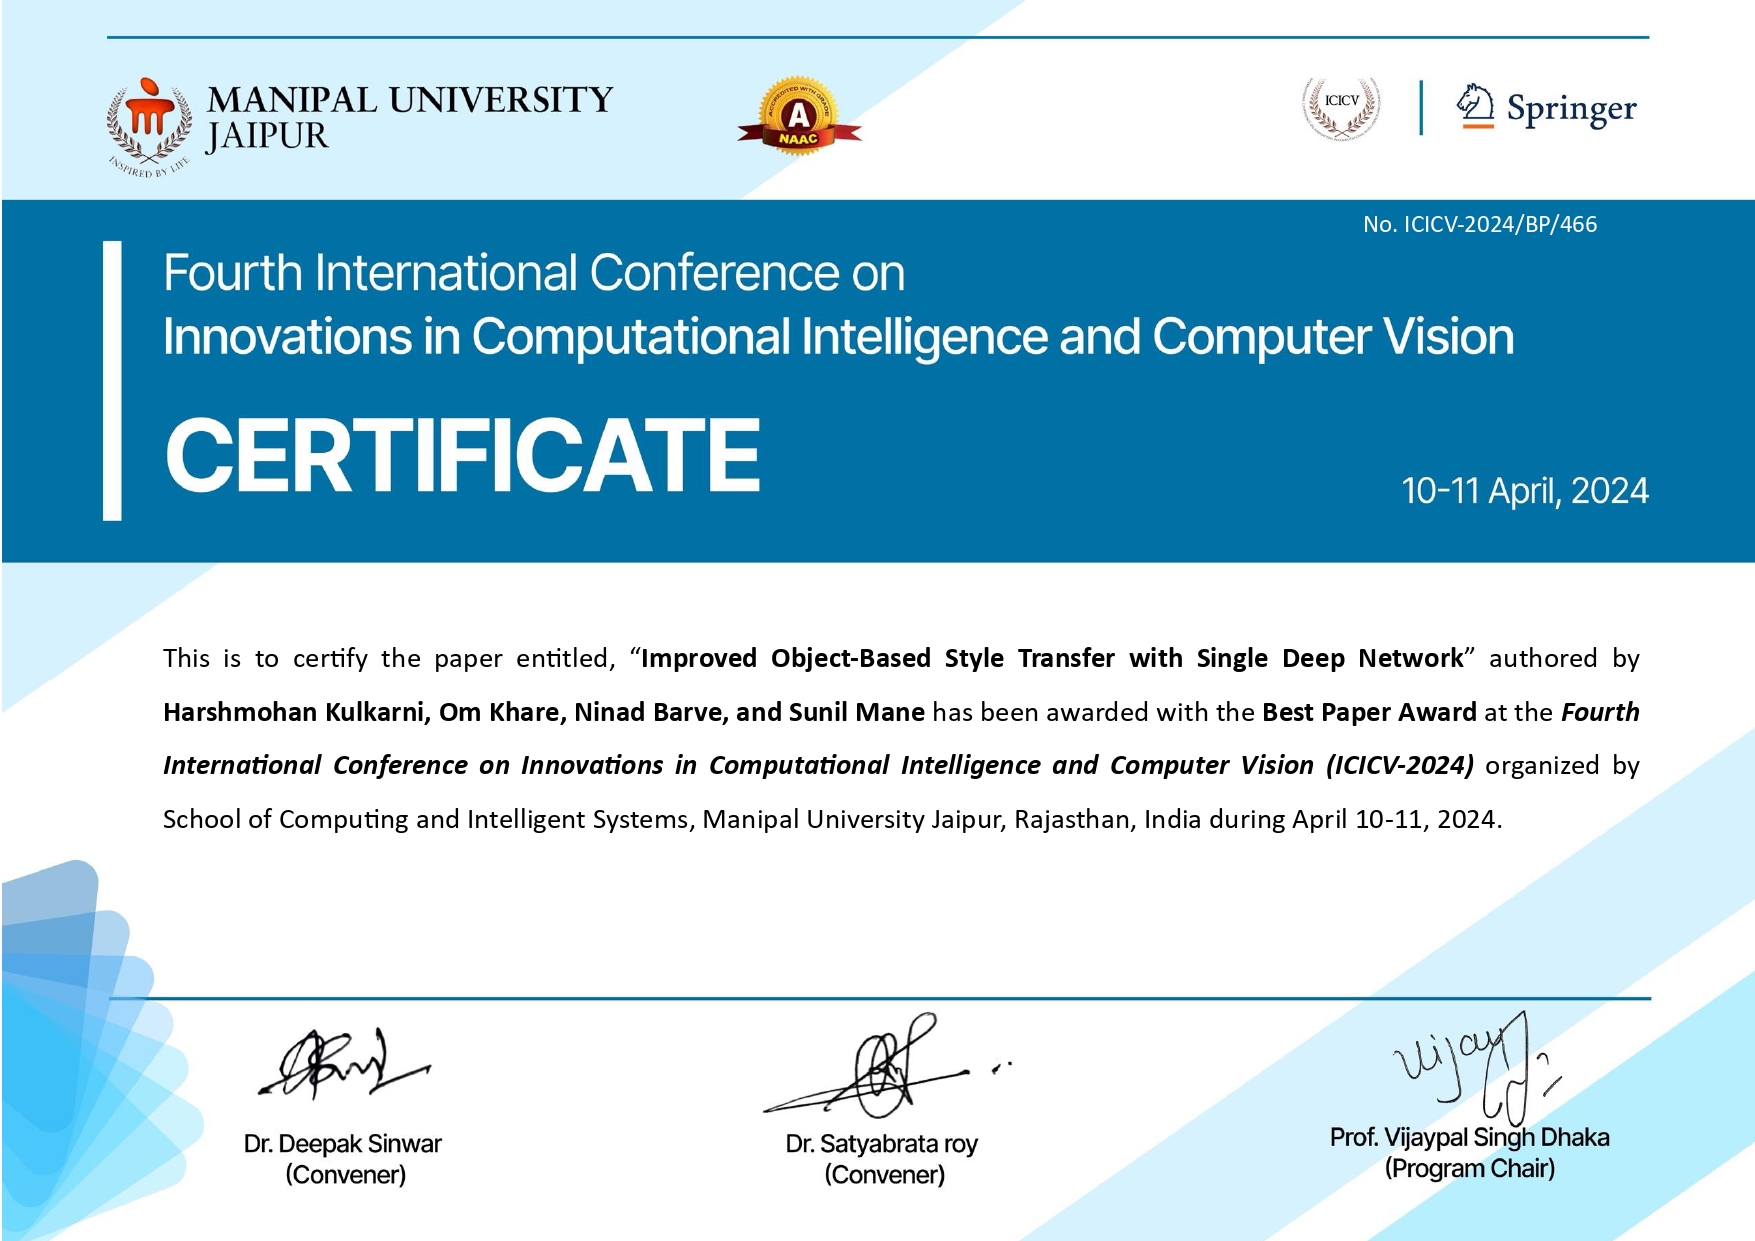 MANIPAL UNIVERSITY
JAIPUR
INSPIRED BY LIFE
ACCREDITED WITH GRADE
A
NAAC
ICICV
Springer
No. ICICV-2024/BP/466
Fourth International Conference on
Innovations in Computational Intelligence and Computer Vision
CERTIFICATE
10-11 April, 2024
This is to certify the paper entitled, “Improved Object-Based Style Transfer with Single Deep Network” authored by
Harshmohan Kulkarni, Om Khare, Ninad Barve, and Sunil Mane has been awarded with the Best Paper Award at the Fourth
International Conference on Innovations in Computational Intelligence and Computer Vision (ICICV-2024) organized by
School of Computing and Intelligent Systems, Manipal University Jaipur, Rajasthan, India during April 10-11, 2024.
Dr. Deepak Sinwar
(Convener)
Dr. Satyabrata roy
(Convener)
Prof. Vijaypal Singh Dhaka
(Program Chair)